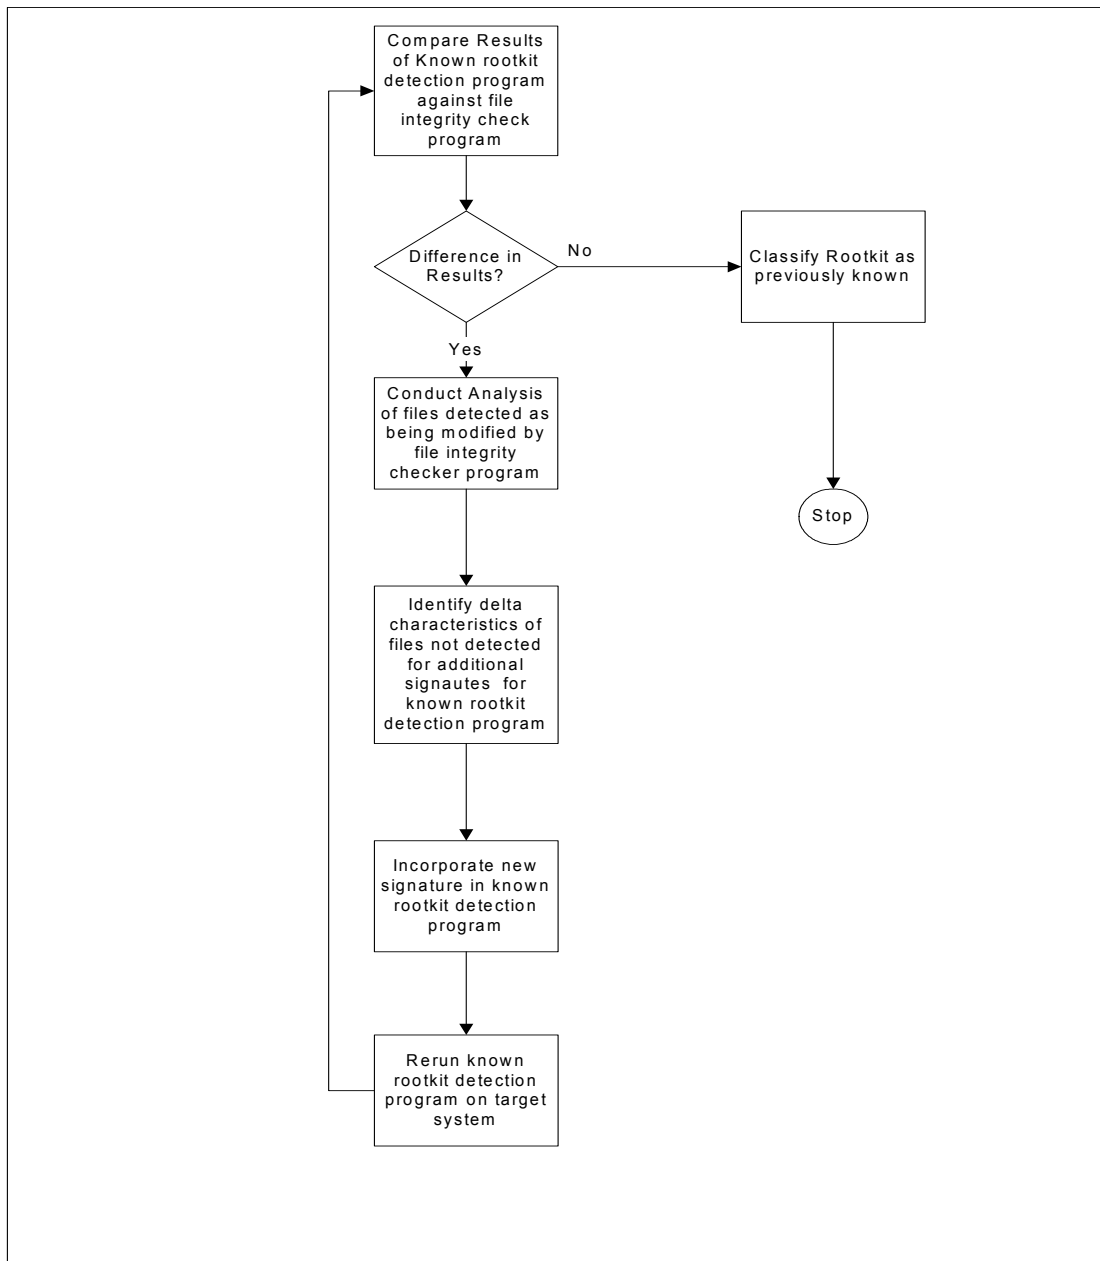 Compare Results
of Known rootkit
detection program
against file
integrity check
program
Difference in
Results?
No
Classify Rootkit as
previously known
Yes
Conduct Analysis
of files detected as
being modified by
file integrity
checker program
Stop
Identify delta
characteristics of
files not detected
for additional
signautes for
known rootkit
detection program
Incorporate new
signature in known
rootkit detection
program
Rerun known
rootkit detection
program on target
system